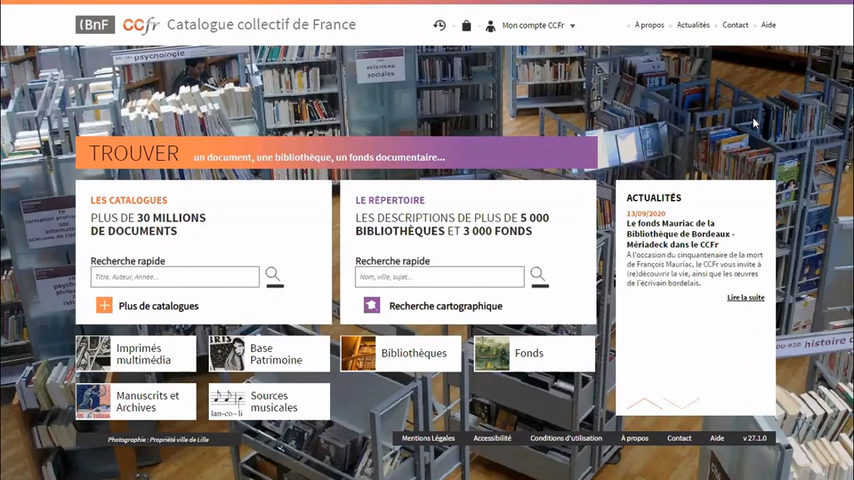 BnF CCfr Catalogue collectif de France
Mon compte CCFr
A propos Actualités Contact Aide
psychologie
sciences sociales
TROUVER un document, une bibliothèque, un fonds documentaire...
LES CATALOGUES
PLUS DE 30 MILLIONS
DE DOCUMENTS
Recherche rapide
Titre, Auteur, Année...
Plus de catalogues
LE RÉPERTOIRE
LES DESCRIPTIONS DE PLUS DE 5 000
BIBLIOTHÈQUES ET 3 000 FONDS
Recherche rapide
Nom, ville, sujet...
Recherche cartographique
ACTUALITÉS
13/09/2020
Le fonds Mauriac de la
Bibliothèque de Bordeaux -
Mériadeck dans le CCFr
A l'occasion du cinquantenaire de la mort
de François Mauriac, le CCFr vous invite à
(re)découvrir la vie, ainsi que les œuvres
de l'écrivain bordelais.
Lire la suite
Imprimés
multimédia
Base
Patrimoine
Bibliothèques
Fonds
Manuscrits et
Archives
lan-co-li
Sources
musicales
histoire d
Photographie : Propriété ville de Lille
Mentions Légales Accessibilité Conditions d'utilisation À propos Contact Aide v 27.1.0